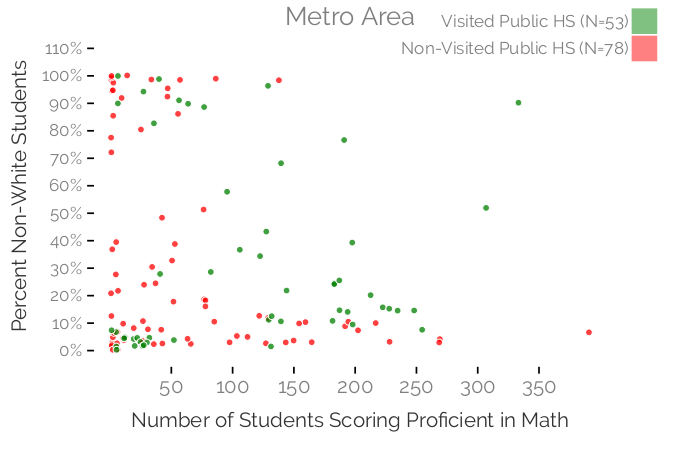 Metro Area
Visited Public HS (N=53)
Non-Visited Public HS (N=78)
Percent Non-White Students
110%
100%
90%
80%
70%
60%
50%
40%
30%
20%
10%
0%
50 100 150 200 250 300 350
Number of Students Scoring Proficient in Math